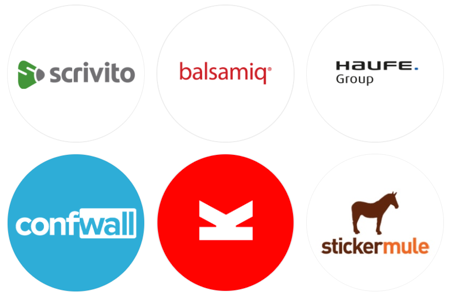 scrivito
balsamiq®
HAUFE.
Group
confwall
K
stickermule